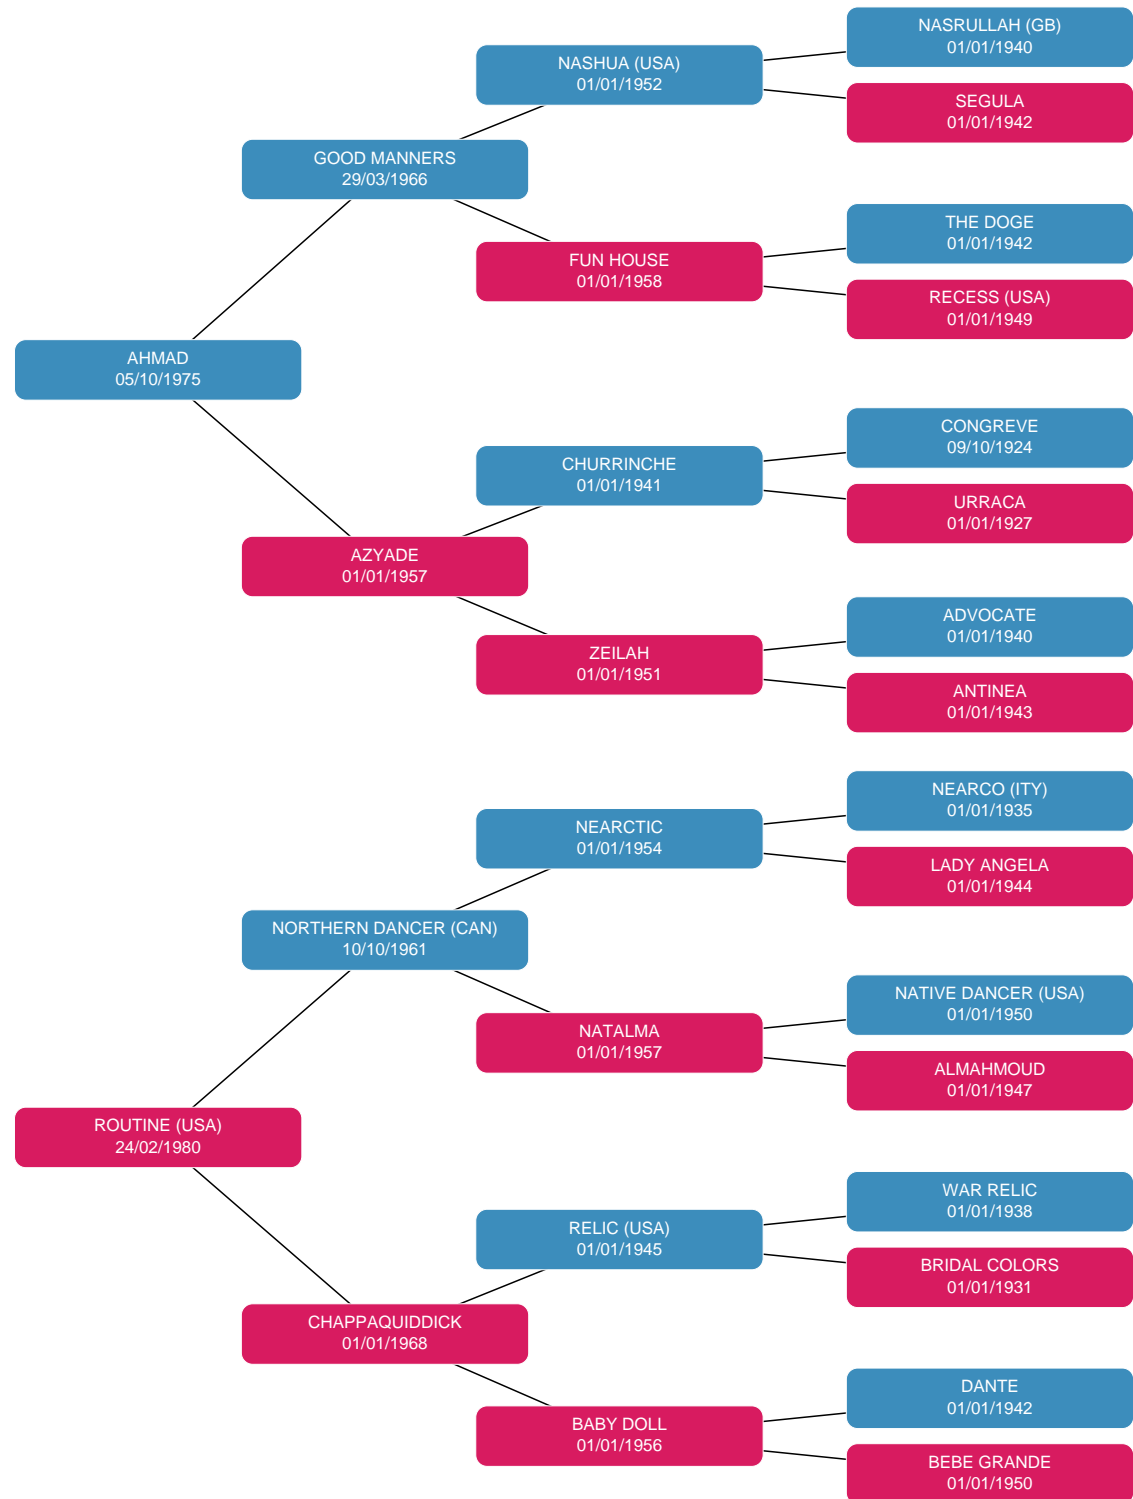 NASRULLAH (GB)
01/01/1940
NASHUA (USA)
01/01/1952
SEGULA
01/01/1942
GOOD MANNERS
29/03/1966
THE DOGE
01/01/1942
FUN HOUSE
01/01/1958
RECESS (USA)
01/01/1949
AHMAD
05/10/1975
CONGREVE
09/10/1924
CHURRINCHE
01/01/1941
URRACA
01/01/1927
AZYADE
01/01/1957
ADVOCATE
01/01/1940
ZEILAH
01/01/1951
ANTINEA
01/01/1943
NEARCO (ITY)
01/01/1935
NEARCTIC
01/01/1954
LADY ANGELA
01/01/1944
NORTHERN DANCER (CAN)
10/10/1961
NATIVE DANCER (USA)
01/01/1950
NATALMA
01/01/1957
ALMAHMOUD
01/01/1947
ROUTINE (USA)
24/02/1980
WAR RELIC
01/01/1938
RELIC (USA)
01/01/1945
BRIDAL COLORS
01/01/1931
CHAPPAQUIDDICK
01/01/1968
DANTE
01/01/1942
BABY DOLL
01/01/1956
BEBE GRANDE
01/01/1950